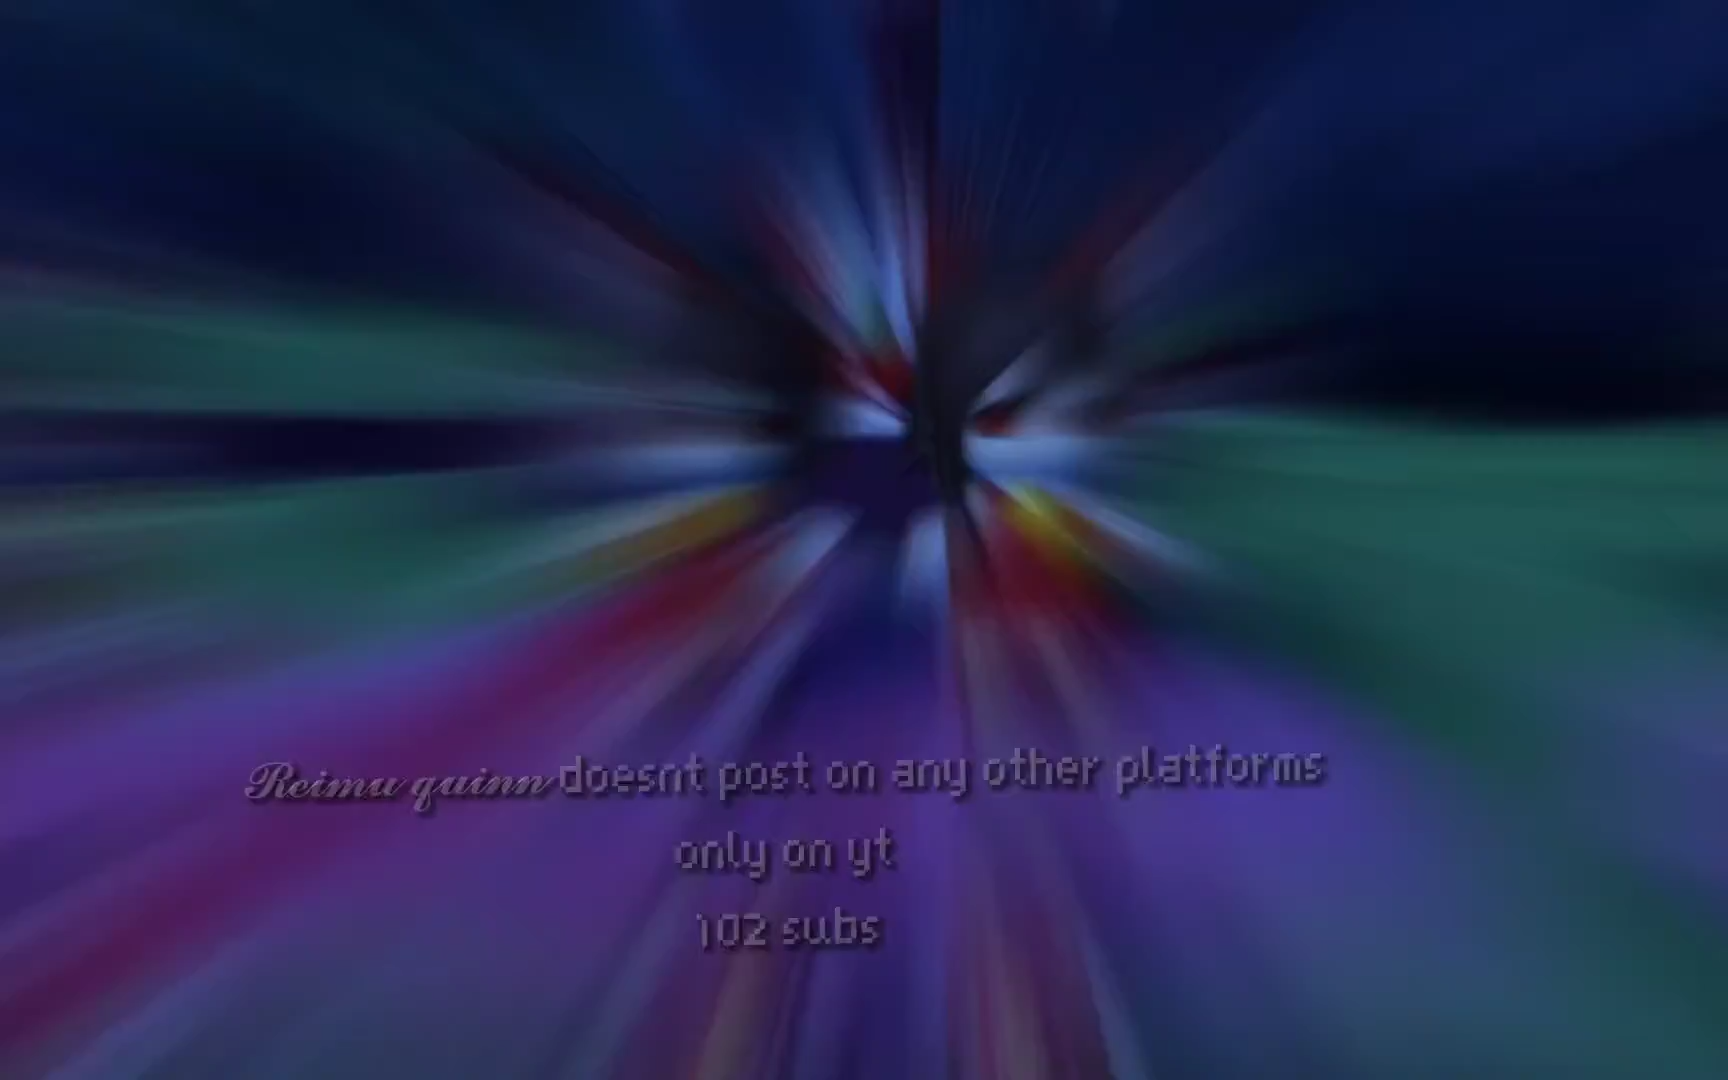 Reimu quinn doesnt post on any other platforms
only on yt
102 subs